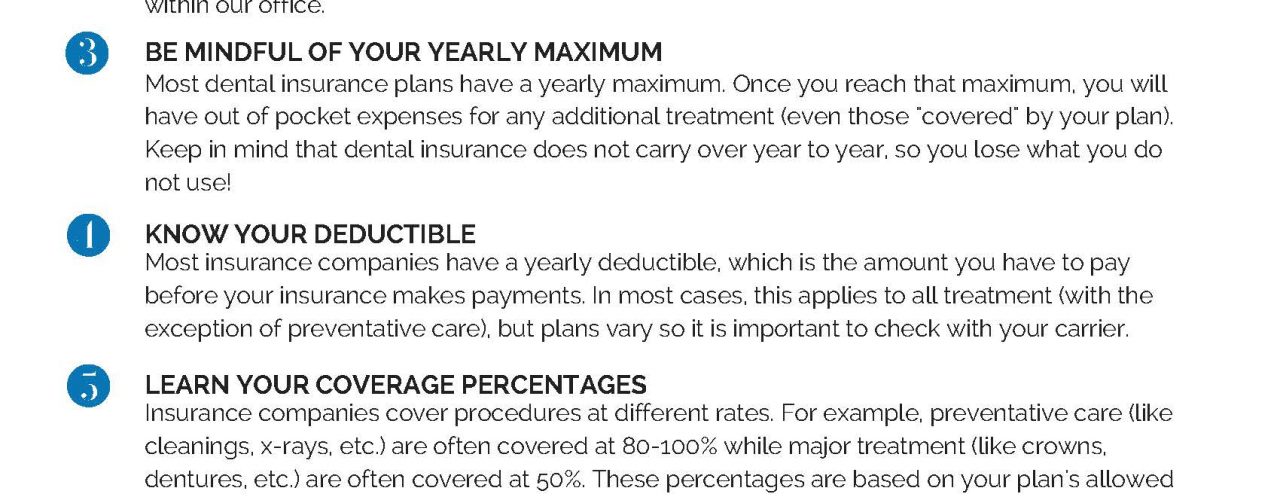 within our office.
3 BE MINDFUL OF YOUR YEARLY MAXIMUM
Most dental insurance plans have a yearly maximum. Once you reach that maximum, you will
have out of pocket expenses for any additional treatment (even those "covered" by your plan).
Keep in mind that dental insurance does not carry over year to year, so you lose what you do
not use!
4 KNOW YOUR DEDUCTIBLE
Most insurance companies have a yearly deductible, which is the amount you have to pay
before your insurance makes payments. In most cases, this applies to all treatment (with the
exception of preventative care), but plans vary so it is important to check with your carrier.
5 LEARN YOUR COVERAGE PERCENTAGES
Insurance companies cover procedures at different rates. For example, preventative care (like
cleanings, x-rays, etc.) are often covered at 80-100% while major treatment (like crowns,
dentures, etc.) are often covered at 50%. These percentages are based on your plan's allowed